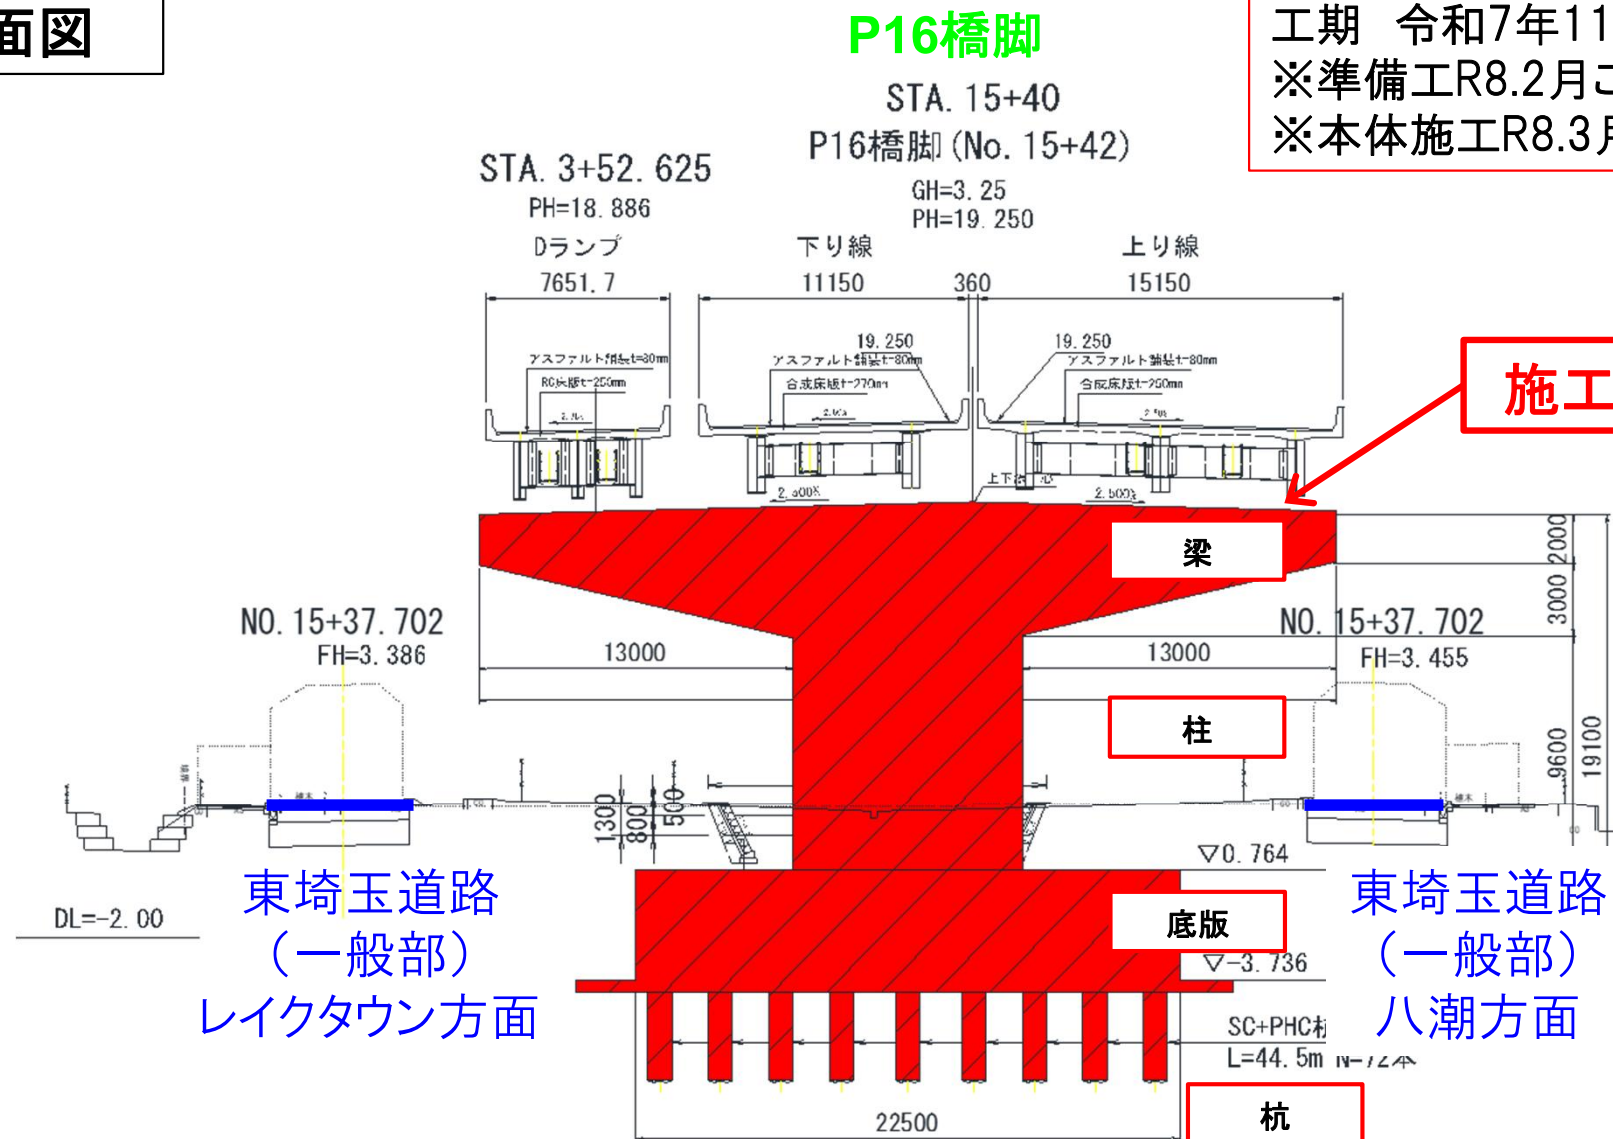 面図
P16橋脚
工期 令和7年11
※準備工R8.2月
※本体施工R8.3月
STA. 15+40
P16橋脚(No. 15+42)
GH=3.25
PH=19.250
STA. 3+52.625
PH=18.886
Dランプ
7651.7
下り線
11150
360
上り線
15150
19.250
19.250
アスファルト舗装t=80mm
アスファルト舗装t=80mm
アスファルト舗装t=80mm
RC床版t=250mm
合成床版t=270mm
合成床版t=260mm
施工
2.500%
2.500%
梁
2000
3000
NO. 15+37.702
FH=3.386
13000
13000
NO. 15+37.702
FH=3.455
柱
9600
19100
1300
800
500
▽0.764
東埼玉道路
(一般部)
レイクタウン方面
東埼玉道路
(一般部)
八潮方面
DL=-2.00
底版
▽-3.736
SC+PHC杭
L=44.5m N=72本
22500
杭